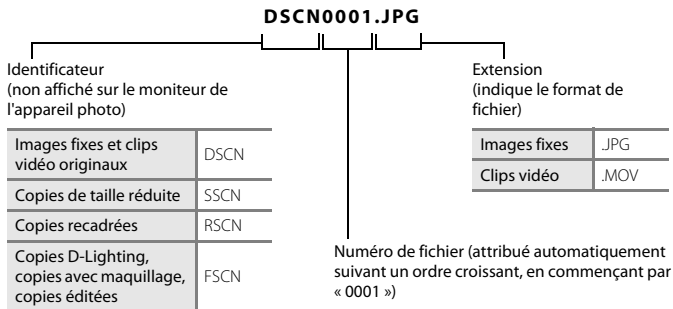 DSCN0001.JPG
Identificateur
(non affiché sur le moniteur de
l'appareil photo)
Images fixes et clips
vidéo originaux
DSCN
Copies de taille réduite
SSCN
Copies recadrées
RSCN
Copies D-Lighting,
copies avec maquillage,
copies éditées
FSCN
Extension
(indique le format de
fichier)
Images fixes
.JPG
Clips vidéo
.MOV
Numéro de fichier (attribué automatiquement
suivant un ordre croissant, en commençant par
« 0001 »)